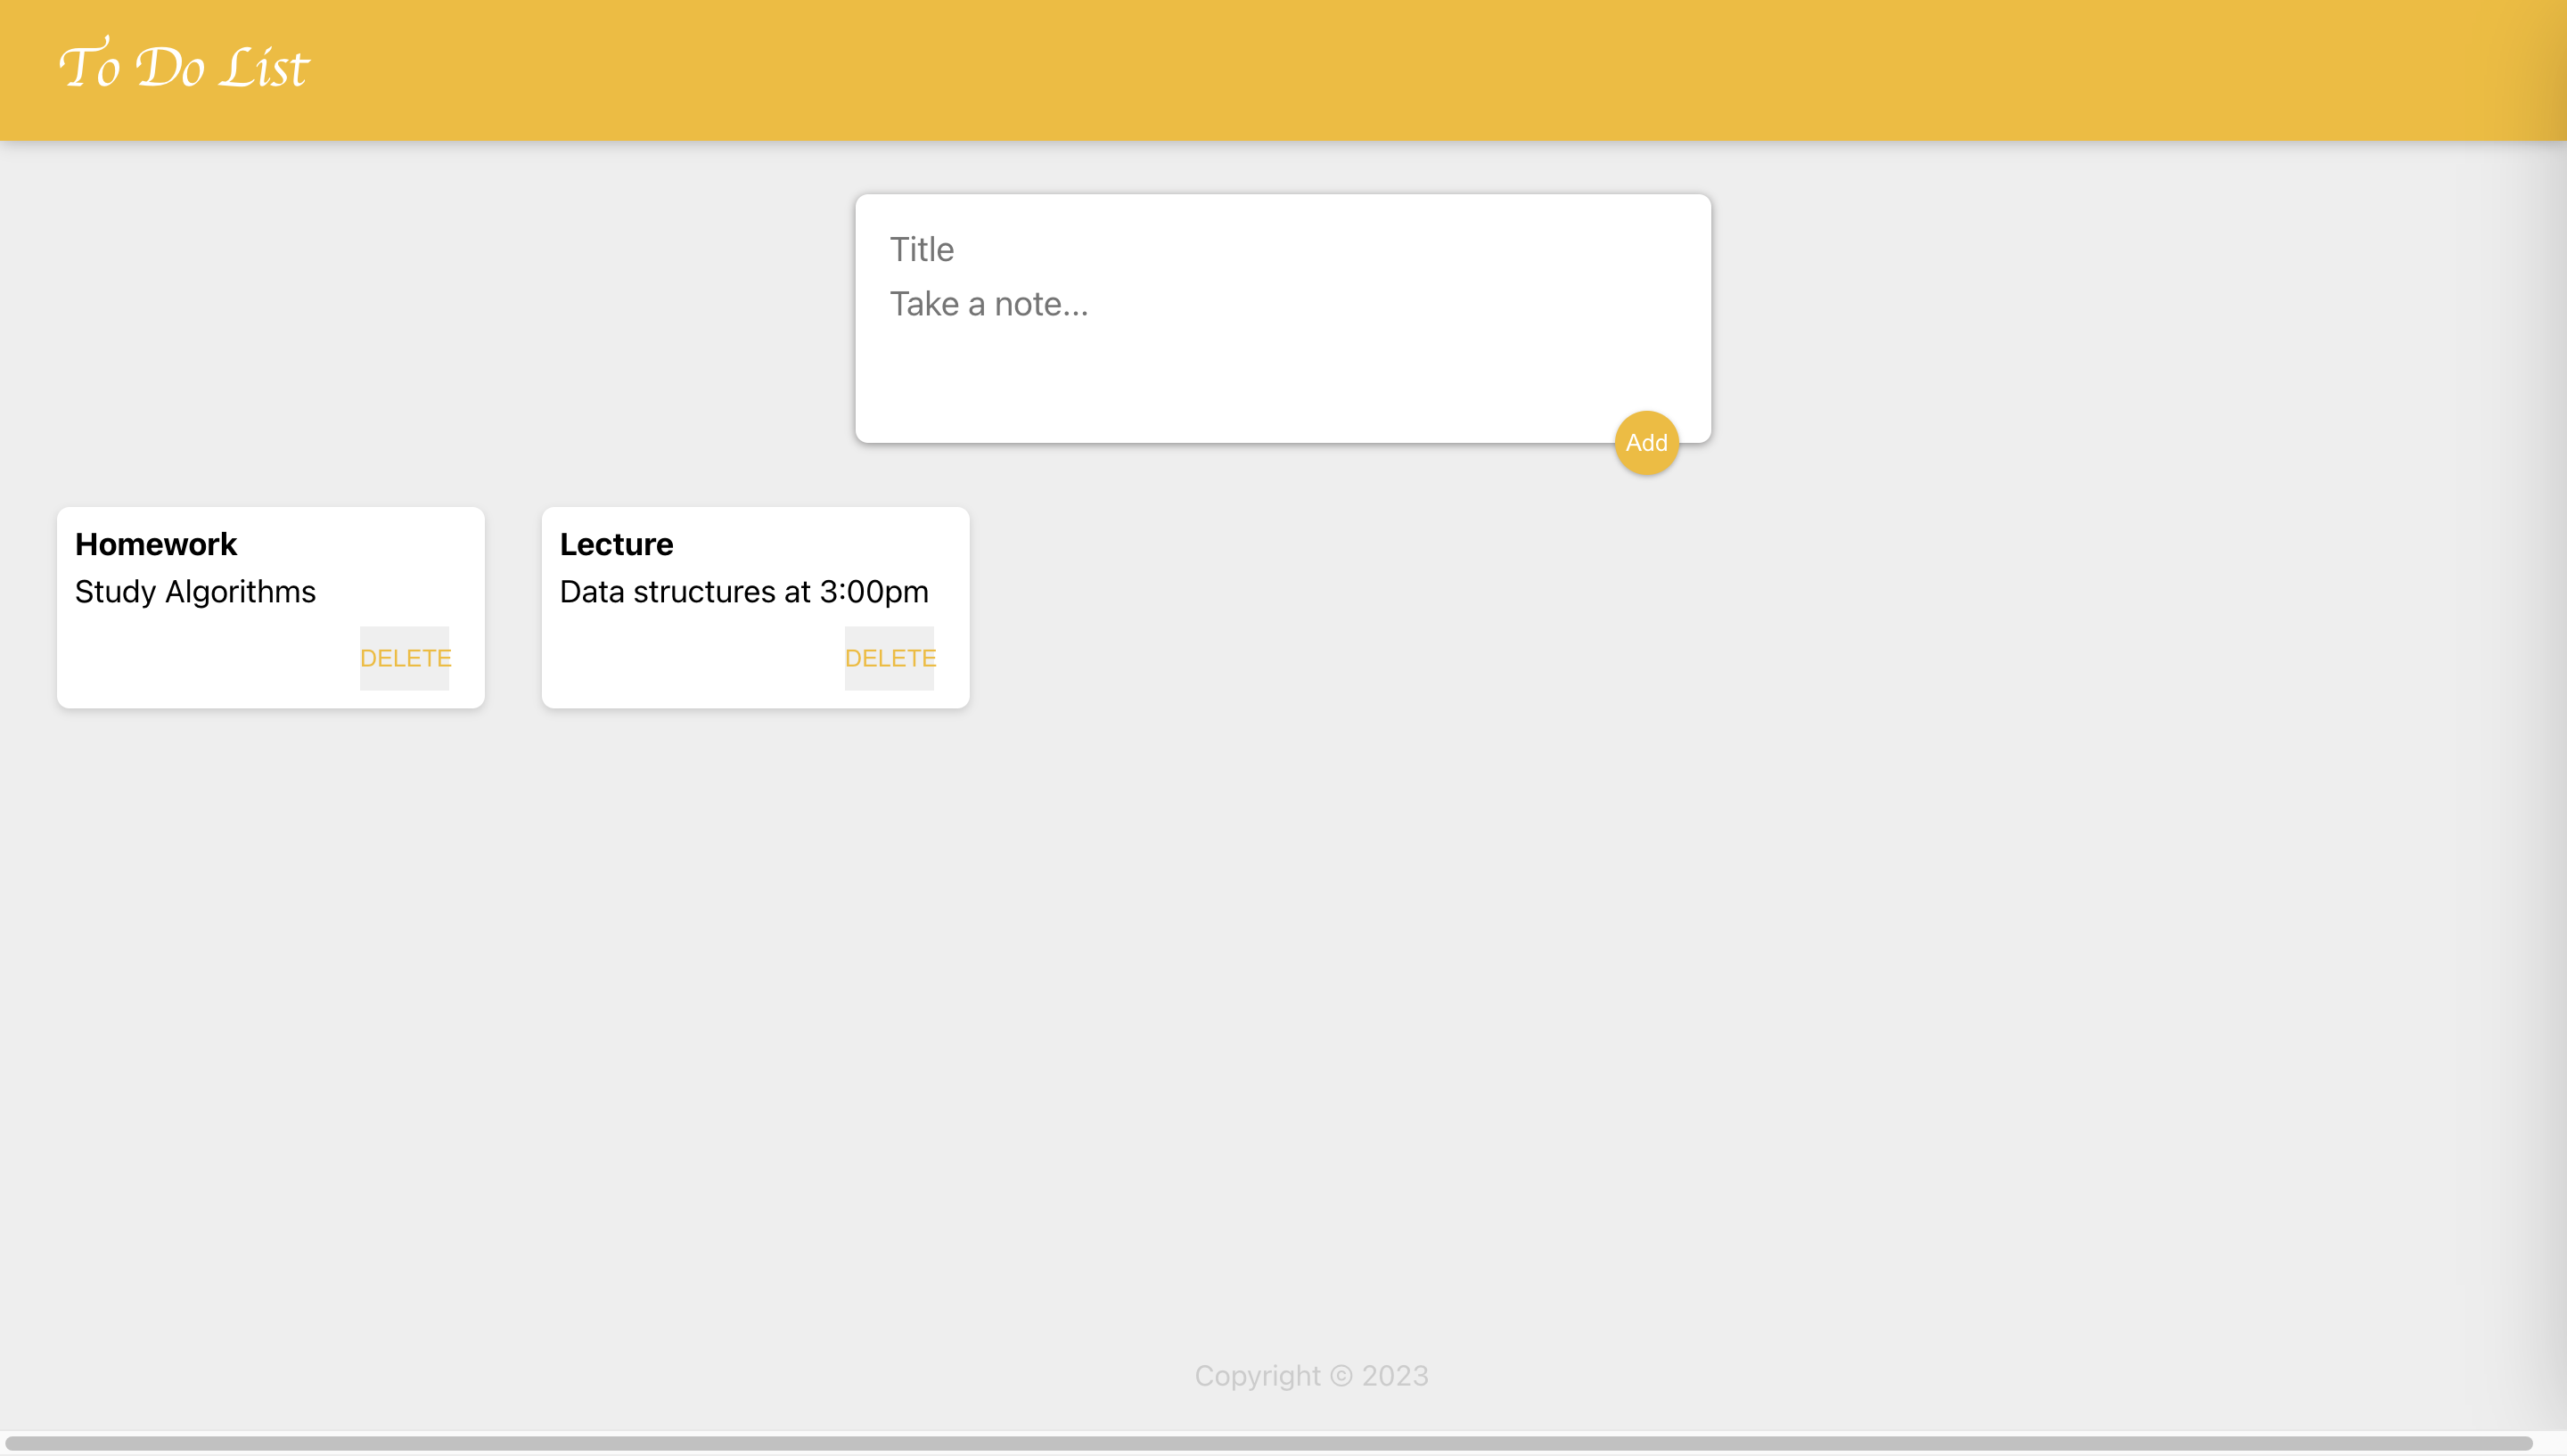 To Do List
Title
Take a note...
Add
Homework
Study Algorithms
DELETE
Lecture
Data structures at 3:00pm
DELETE
Copyright © 2023